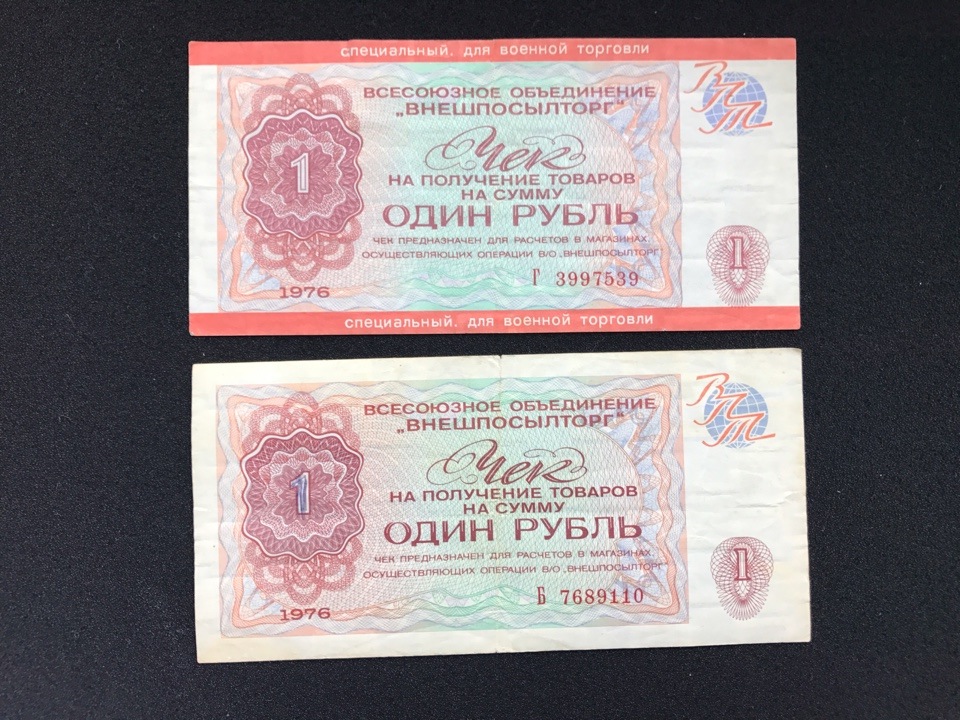 специальный. для военной торговли
ВСЕСОЮЗНОЕ ОБЪЕДИНЕНИЕ
„ВНЕШПОСЫЛТОРГ"
ВПТ
Чек
НА ПОЛУЧЕНИЕ ТОВАРОВ
НА СУММУ
ОДИН РУБЛЬ
ЧЕК ПРЕДНАЗНАЧЕН ДЛЯ РАСЧЕТОВ В МАГАЗИНАХ,
ОСУЩЕСТВЛЯЮЩИХ ОПЕРАЦИИ В/О „ВНЕШПОСЫЛТОРГ"
1
1
Г 3997539
1976
специальный. для военной торговли
ВСЕСОЮЗНОЕ ОБЪЕДИНЕНИЕ
„ВНЕШПОСЫЛТОРГ"
ВПТ
Чек
НА ПОЛУЧЕНИЕ ТОВАРОВ
НА СУММУ
ОДИН РУБЛЬ
ЧЕК ПРЕДНАЗНАЧЕН ДЛЯ РАСЧЕТОВ В МАГАЗИНАХ,
ОСУЩЕСТВЛЯЮЩИХ ОПЕРАЦИИ В/О „ВНЕШПОСЫЛТОРГ"
1
1
Б 7689110
1976